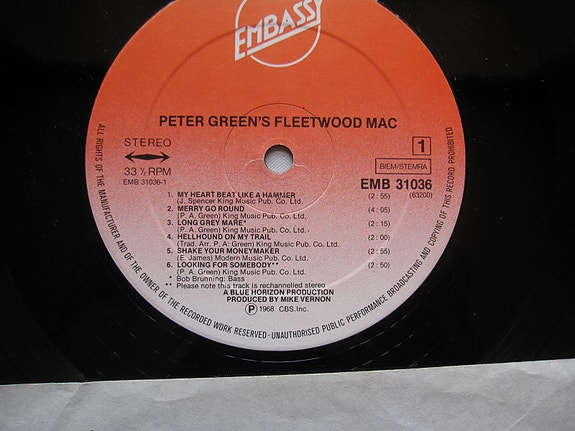 EMBASSY
PETER GREEN'S FLEETWOOD MAC
STEREO
33 ⅓ RPM
EMB 31036-1
1
BIEM/STEMRA
EMB 31036
(63200)
1. MY HEART BEAT LIKE A HAMMER (2:55)
(J. Spencer King Music Pub. Co. Ltd.
2. MERRY GO ROUND (4:05)
(P. A. Green) King Music Pub. Co. Ltd.
3. LONG GREY MARE* (2:15)
(P. A. Green) King Music Pub. Co. Ltd.
4. HELLHOUND ON MY TRAIL (2:00)
(Trad. Arr. P. A. Green) King Music Pub. Co. Ltd.
5. SHAKE YOUR MONEYMAKER (2:55)
(E. James) Modern Music Pub. Co. Ltd.
6. LOOKING FOR SOMEBODY** (2:50)
(P. A. Green) King Music Pub. Co. Ltd.
* Bob Brunning: Bass
** Please note this track is rechannelled stereo
A BLUE HORIZON PRODUCTION
PRODUCED BY MIKE VERNON
Ⓟ 1968 CBS.Inc.
ALL RIGHTS OF THE MANUFACTURER AND OF THE OWNER OF THE RECORDED WORK RESERVED · UNAUTHORISED PUBLIC PERFORMANCE BROADCASTING AND COPYING OF THIS RECORD PROHIBITED